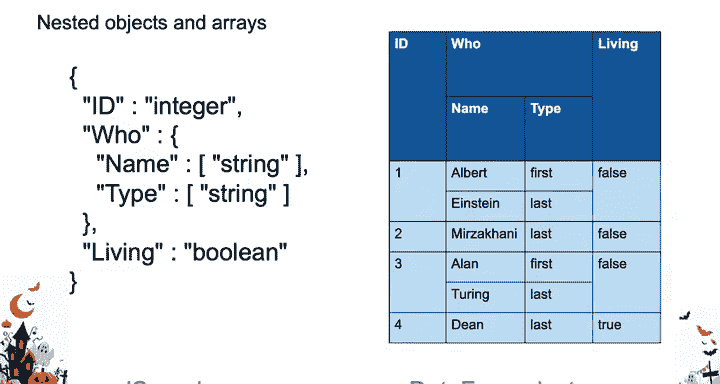 Nested objects and arrays
{
"ID" : "integer",
"Who" : {
"Name" : [ "string" ],
"Type" : [ "string" ]
},
"Living" : "boolean"
}
ID Who Living
Name Type
1 Albert first false
Einstein last
2 Mirzakhani last false
3 Alan first false
Turing last
4 Dean last true